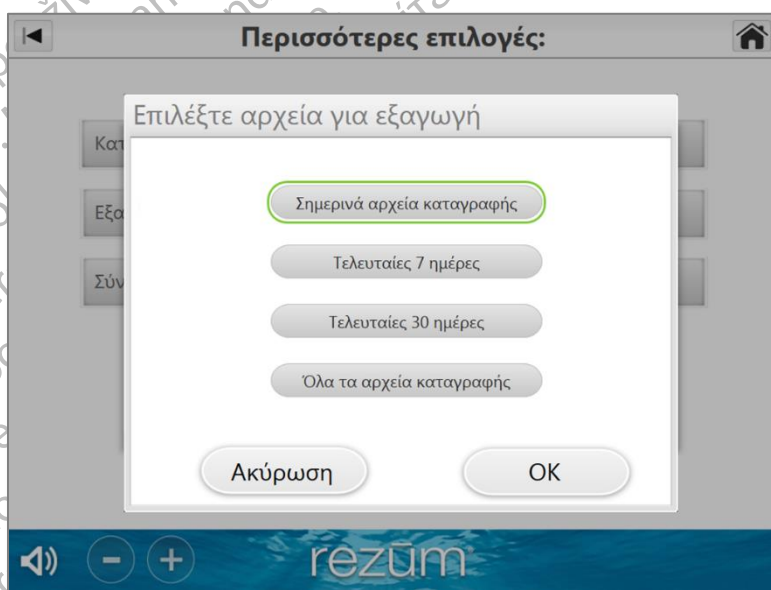 Περισσότερες επιλογές:
Επιλέξτε αρχεία για εξαγωγή
Σημερινά αρχεία καταγραφής
Τελευταίες 7 ημέρες
Τελευταίες 30 ημέρες
Όλα τα αρχεία καταγραφής
Ακύρωση OK
rezūm